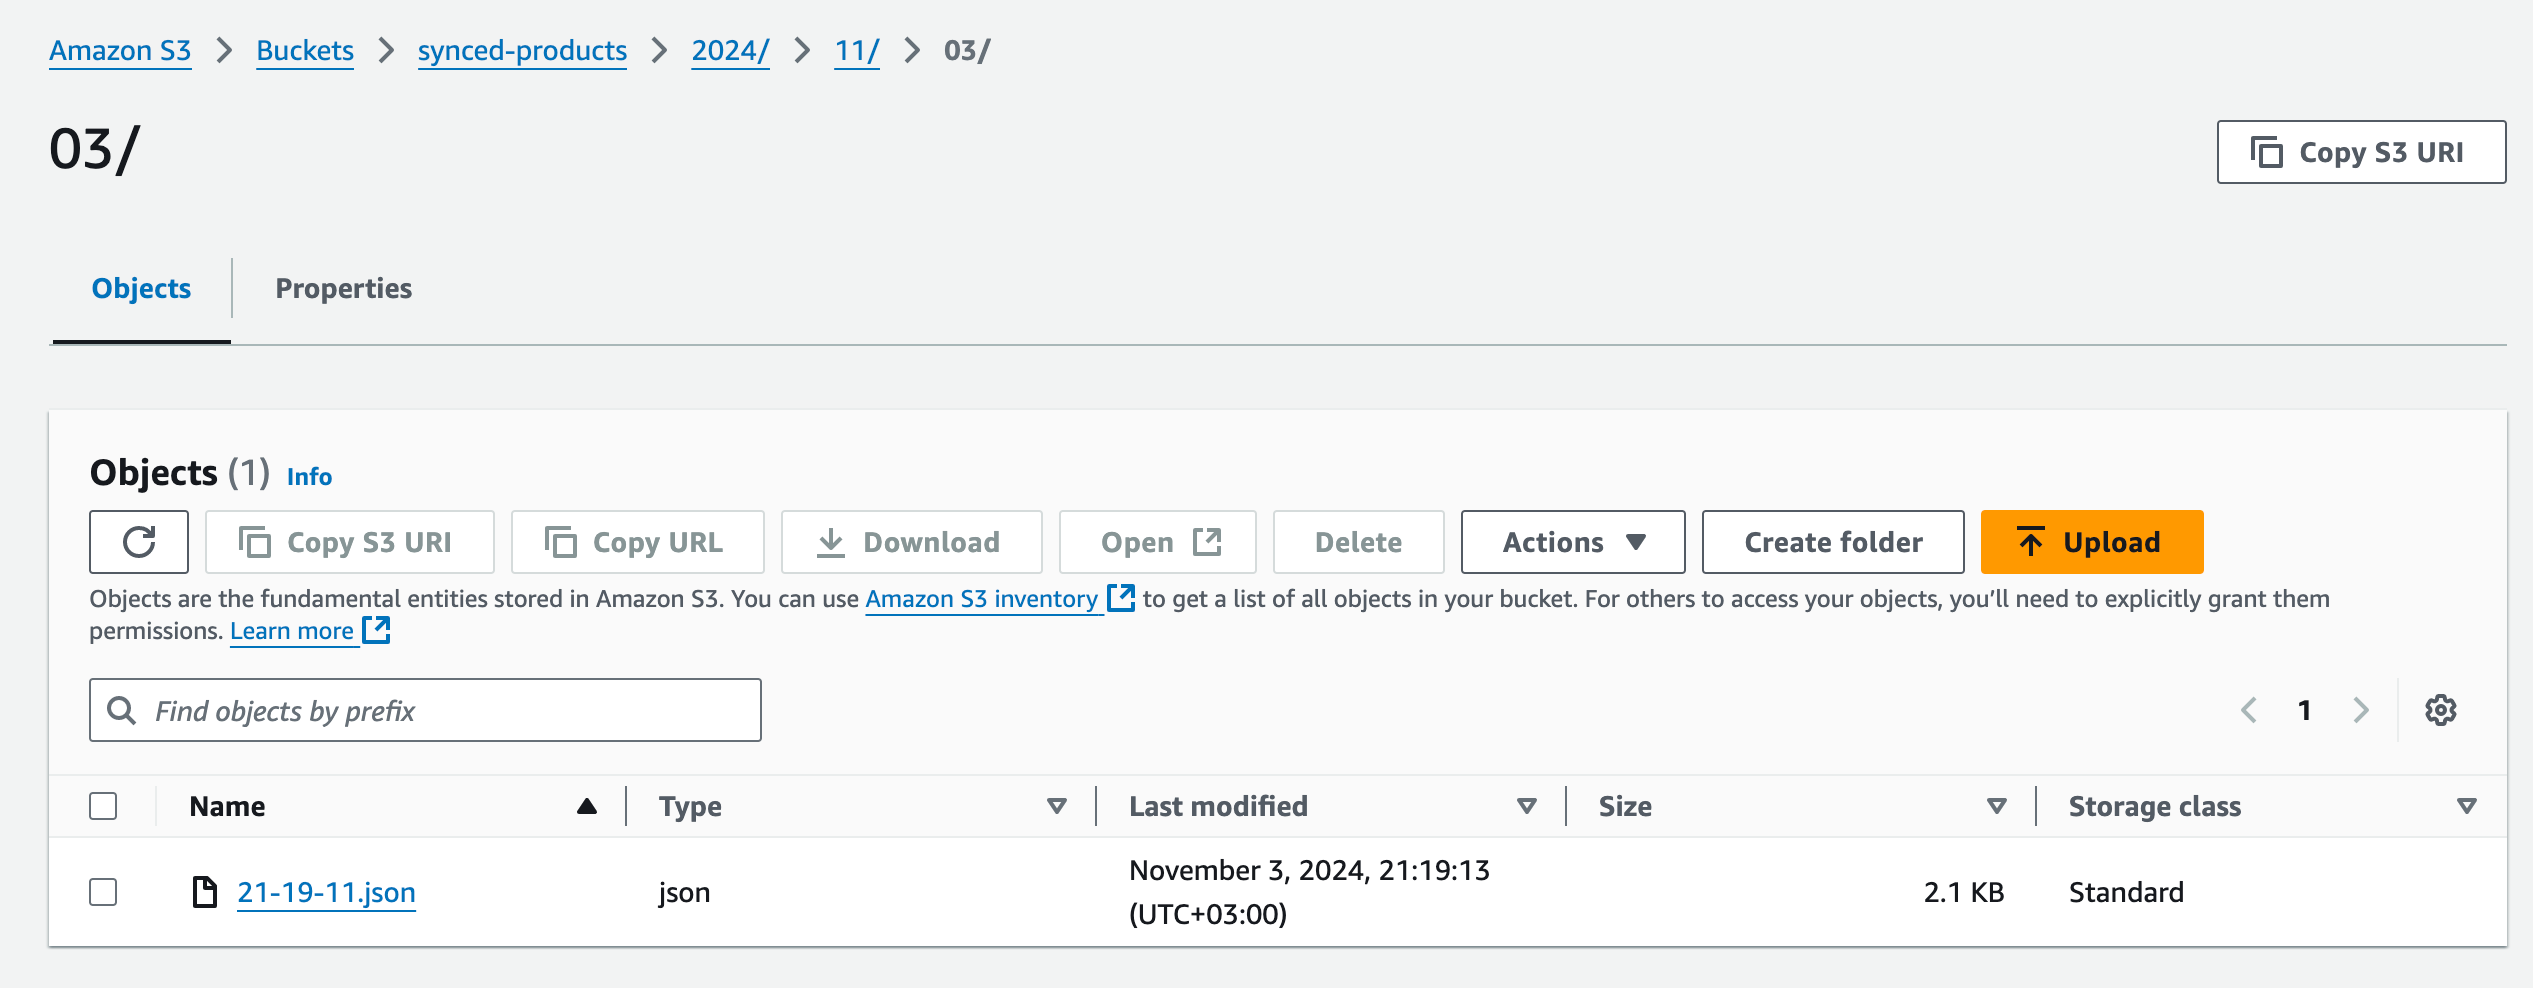 Amazon S3 > Buckets > synced-products > 2024/ > 11/ > 03/
03/
Copy S3 URI
Objects Properties
Objects (1) Info
Copy S3 URI Copy URL Download Open Delete Actions Create folder Upload
Objects are the fundamental entities stored in Amazon S3. You can use Amazon S3 inventory to get a list of all objects in your bucket. For others to access your objects, you’ll need to explicitly grant them
permissions. Learn more
Find objects by prefix
1
Name Type Last modified Size Storage class
21-19-11.json json November 3, 2024, 21:19:13 2.1 KB Standard
(UTC+03:00)